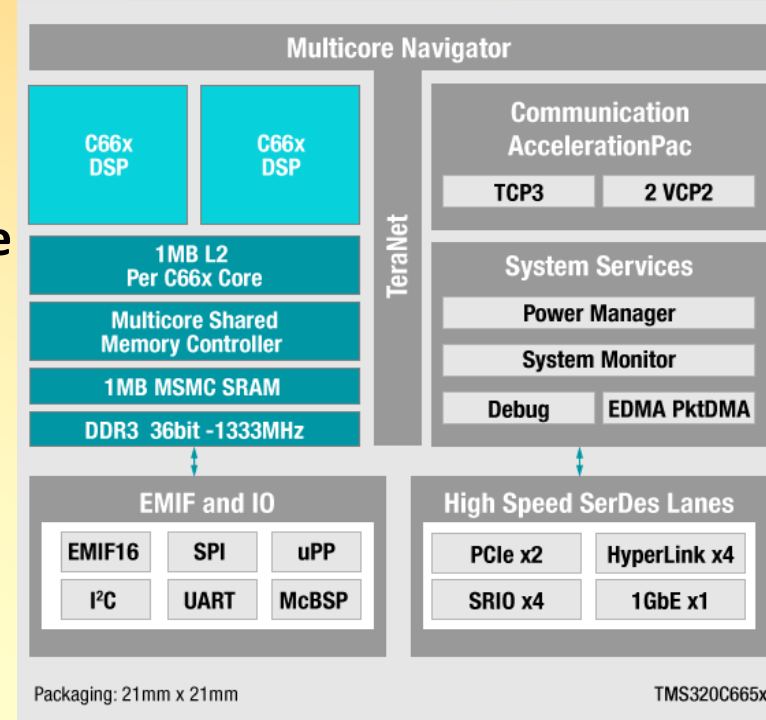 Multicore Navigator
C66x
DSP
C66x
DSP
1MB L2
Per C66x Core
Multicore Shared
Memory Controller
1MB MSMC SRAM
DDR3 36bit -1333MHz
TeraNet
Communication
AccelerationPac
TCP3
2 VCP2
System Services
Power Manager
System Monitor
Debug
EDMA PktDMA
e
EMIF and IO
EMIF16
SPI
uPP
I²C
UART
McBSP
High Speed SerDes Lanes
PCIe x2
HyperLink x4
SRIO x4
1GbE x1
Packaging: 21mm x 21mm
TMS320C665x